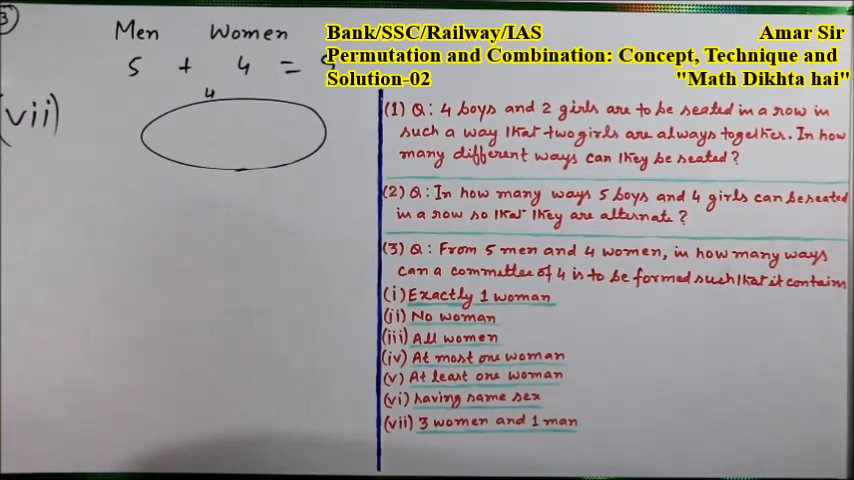 3
Men Women
5 + 4 = 9
(vii)
4
Bank/SSC/Railway/IAS Amar Sir
Permutation and Combination: Concept, Technique and
Solution-02 "Math Dikhta hai"
(1) Q: 4 boys and 2 girls are to be seated in a row in
such a way that two girls are always together. In how
many different ways can they be seated?
(2) Q: In how many ways 5 boys and 4 girls can be seated
in a row so that they are alternate?
(3) Q: From 5 men and 4 women, in how many ways
can a committee of 4 is to be formed such that it contains
(i) Exactly 1 woman
(ii) No woman
(iii) All women
(iv) At most one woman
(v) At least one woman
(vi) having same sex
(vii) 3 women and 1 man